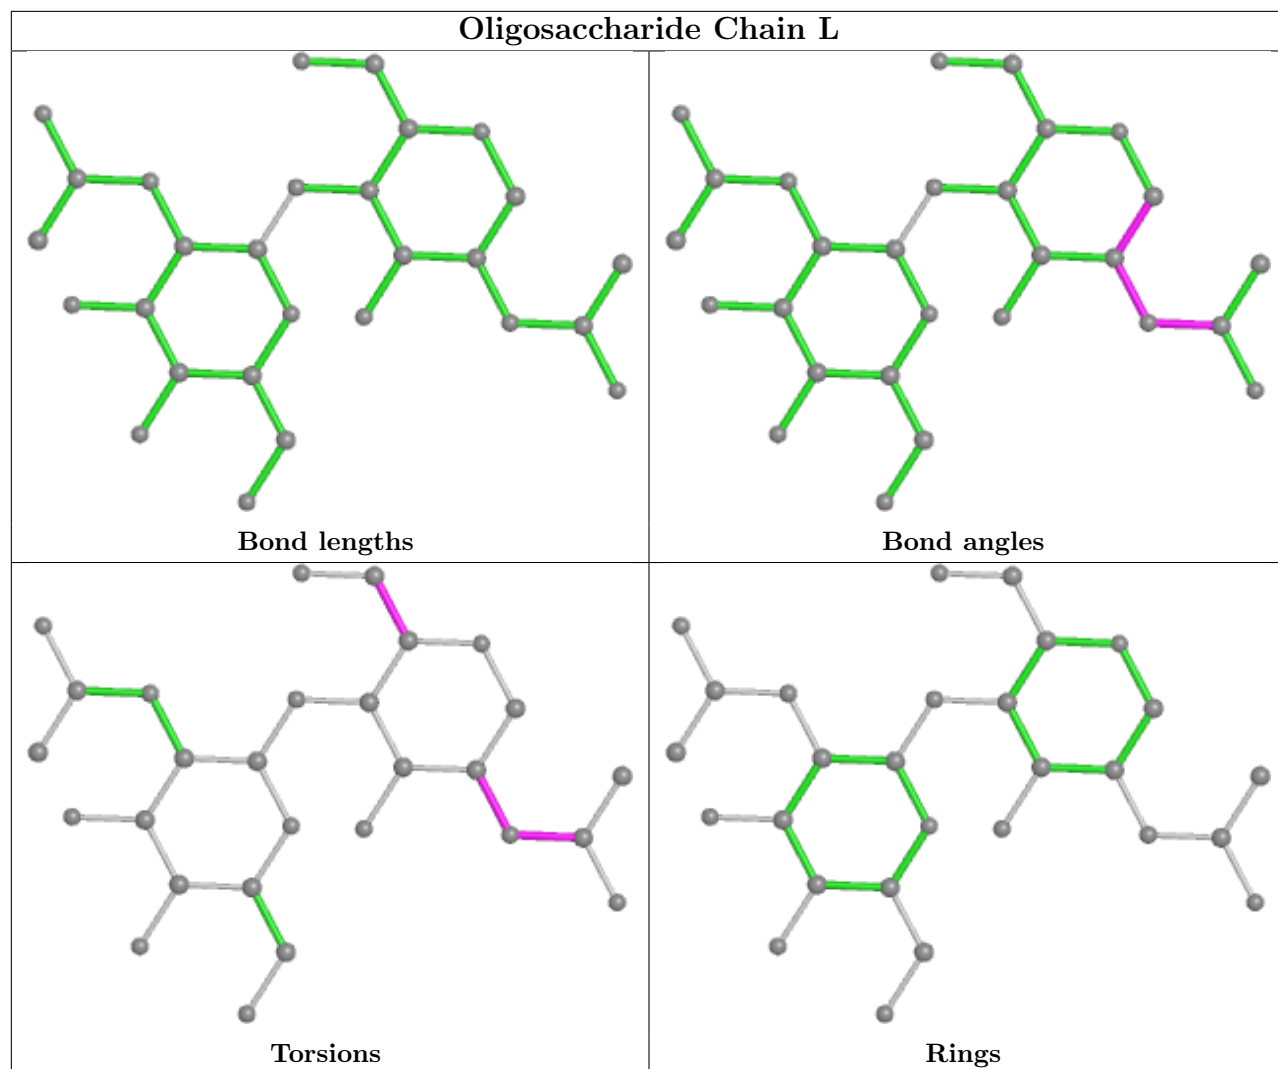 Oligosaccharide Chain L
Bond lengths
Bond angles
Torsions
Rings